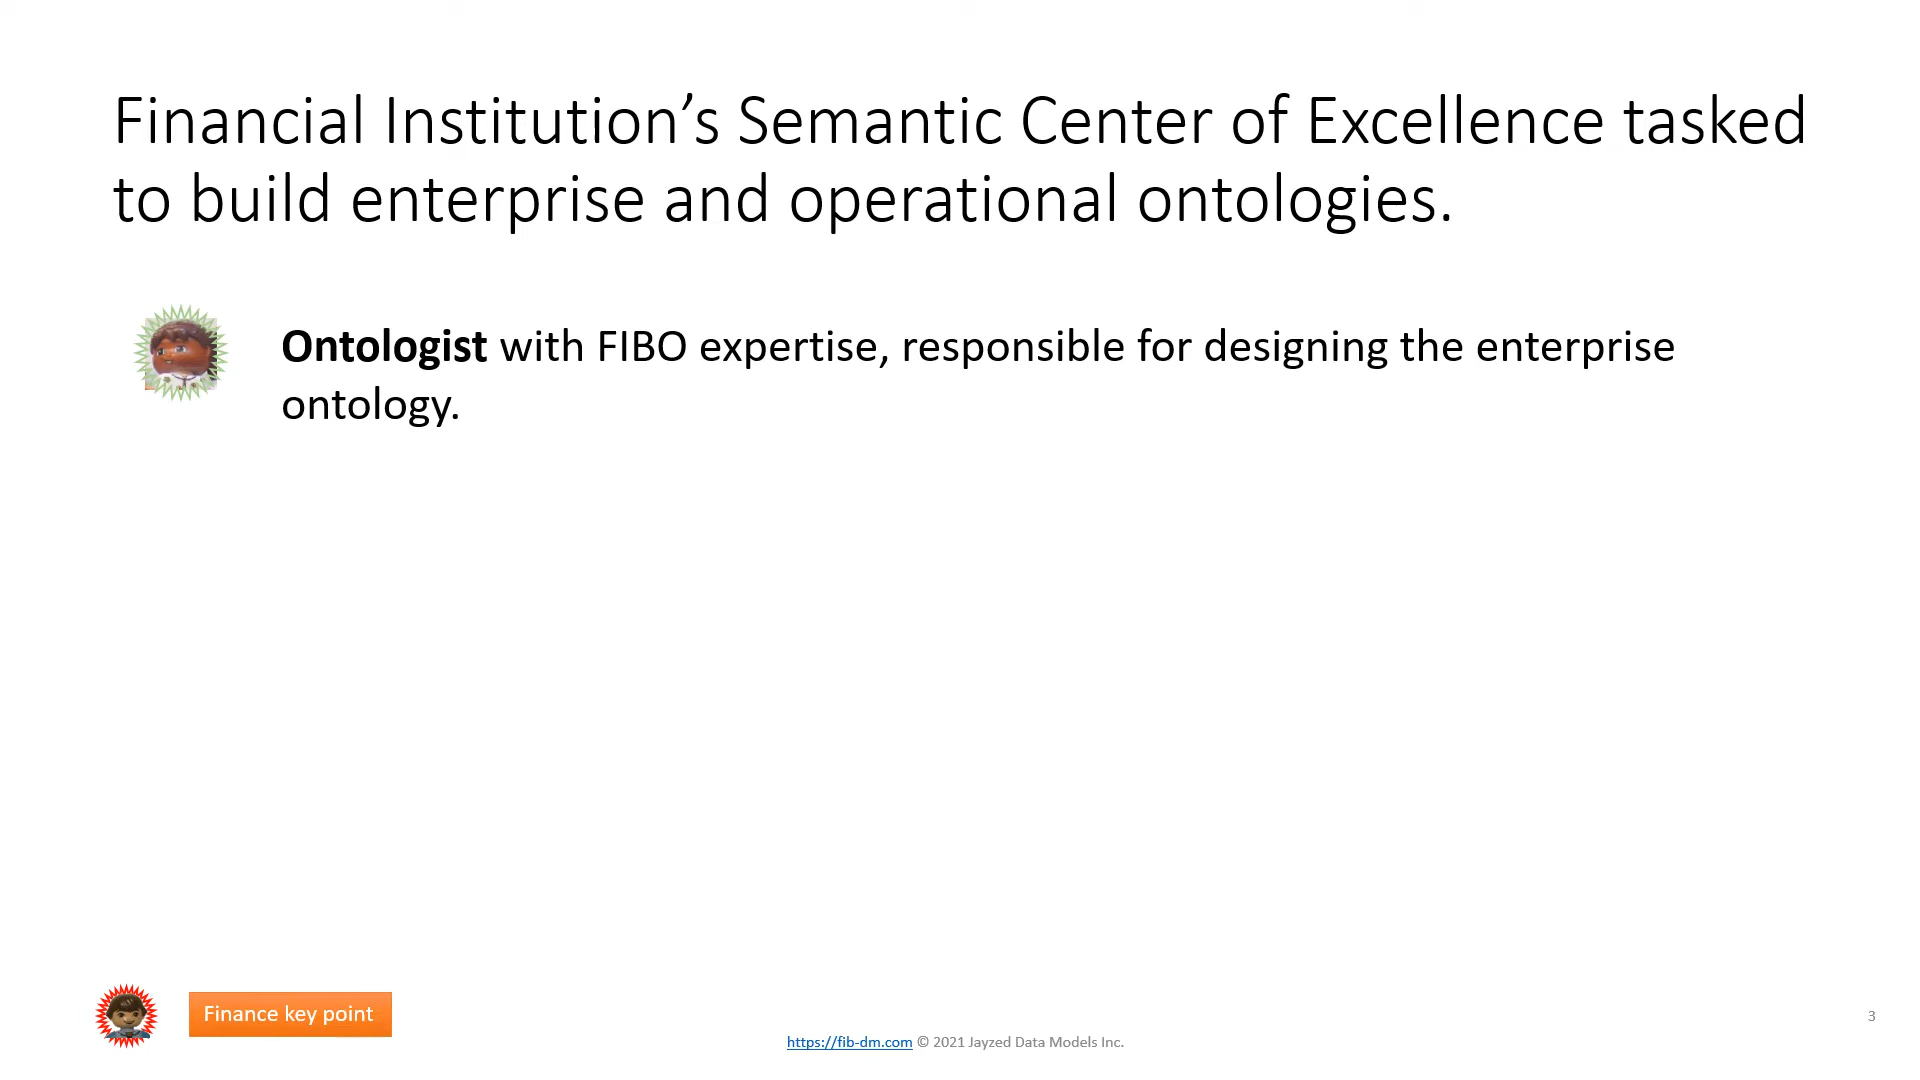 Financial Institution’s Semantic Center of Excellence tasked
to build enterprise and operational ontologies.
Ontologist with FIBO expertise, responsible for designing the enterprise
ontology.
Finance key point
3
https://fib-dm.com © 2021 Jayzed Data Models Inc.